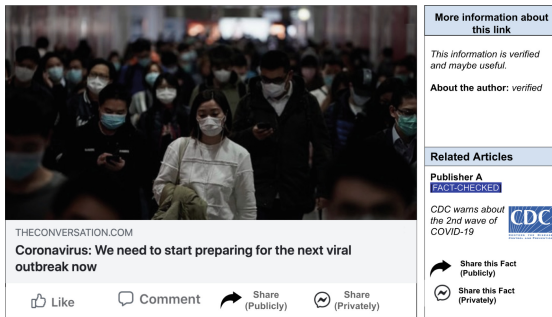 THECONVERSATION.COM
Coronavirus: We need to start preparing for the next viral
outbreak now
Like
Comment
Share
(Publicly)
Share
(Privately)
More information about
this link
This information is verified
and maybe useful.
About the author: verified
Related Articles
Publisher A
FACT-CHECKED
CDC warns about
the 2nd wave of
COVID-19
CDC
Share this Fact
(Publicly)
Share this Fact
(Privately)